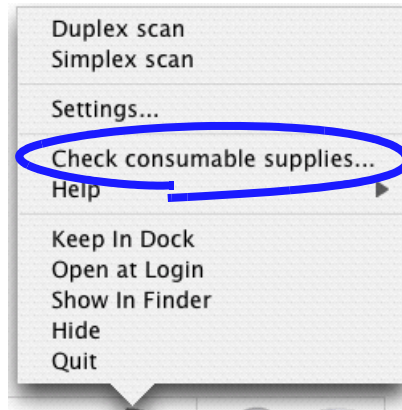 Duplex scan
Simplex scan
Settings...
Check consumable supplies...
Help
Keep In Dock
Open at Login
Show In Finder
Hide
Quit